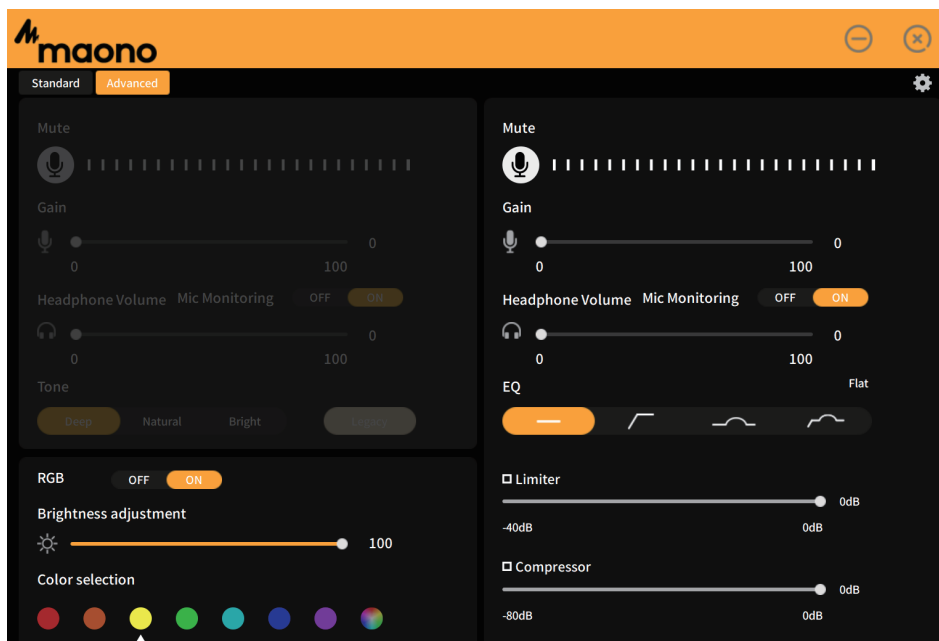 maono
Standard Advanced
Mute
Gain
0
0 100
Headphone Volume Mic Monitoring OFF ON
0
0 100
Tone
Deep Natural Bright Legacy
RGB OFF ON
Brightness adjustment
100
Color selection
Mute
Gain
0
0 100
Headphone Volume Mic Monitoring OFF ON
0
0 100
EQ Flat
Limiter
0dB
-40dB 0dB
Compressor
0dB
-80dB 0dB